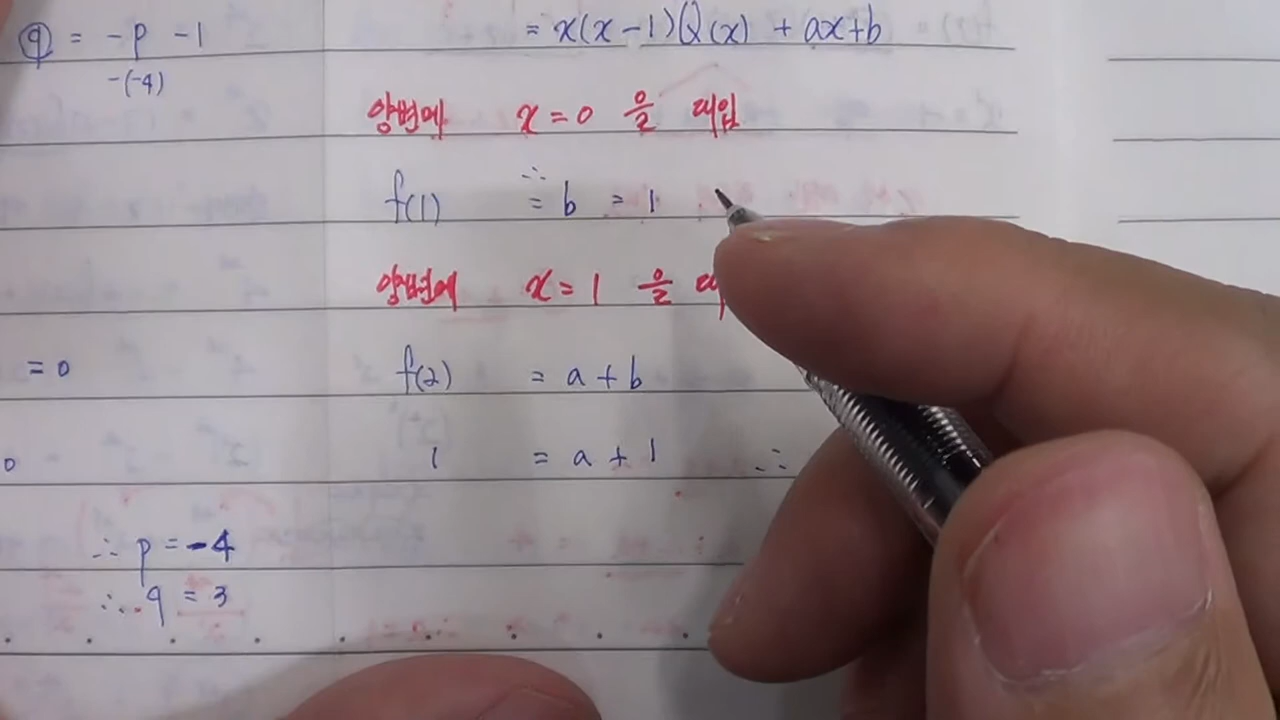 q = -p -1
-(-4)
= 0
0
∴ p = -4
∴ q = 3
= x(x-1)Q(x) + ax+b
양변에 x=0 을 대입
f(1) ∴ = b = 1
양변에 x=1 을
f(2) = a + b
1 = a + 1 ∴